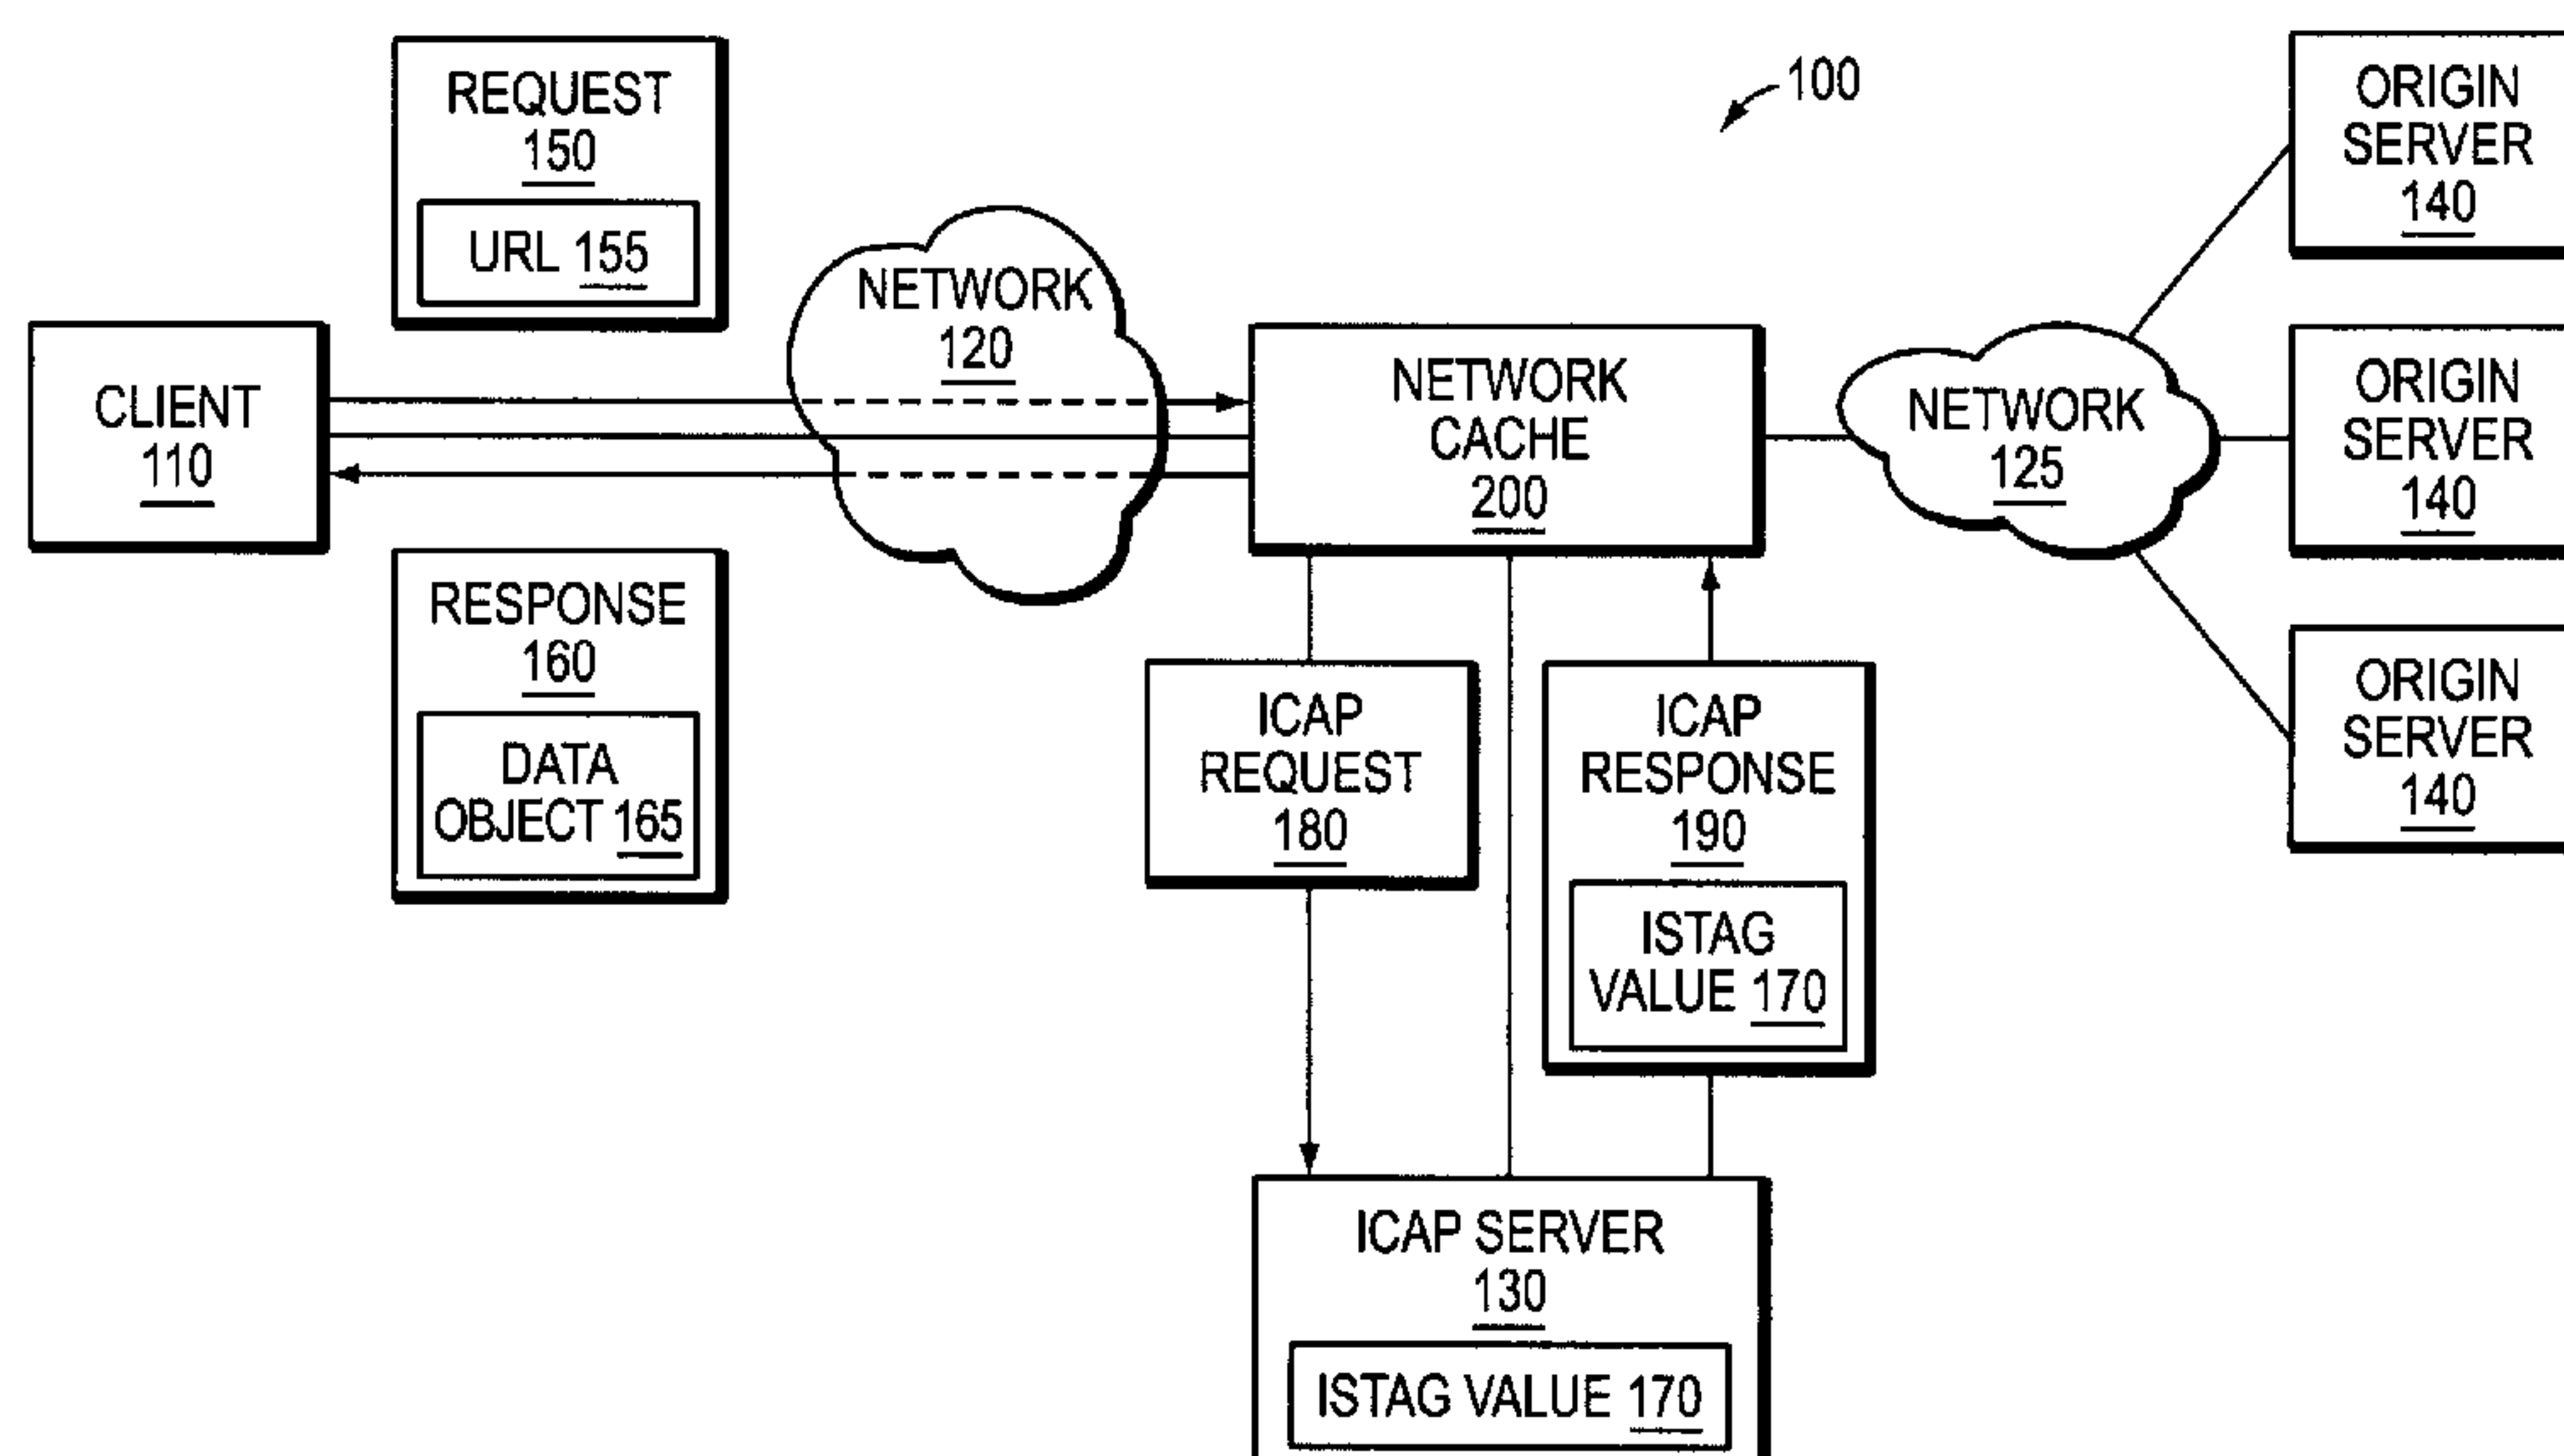 100
REQUEST
150
URL 155
CLIENT
110
RESPONSE
160
DATA
OBJECT 165
NETWORK
120
NETWORK
CACHE
200
NETWORK
125
ORIGIN
SERVER
140
ORIGIN
SERVER
140
ORIGIN
SERVER
140
ICAP
REQUEST
180
ICAP
RESPONSE
190
ISTAG
VALUE 170
ICAP SERVER
130
ISTAG VALUE 170